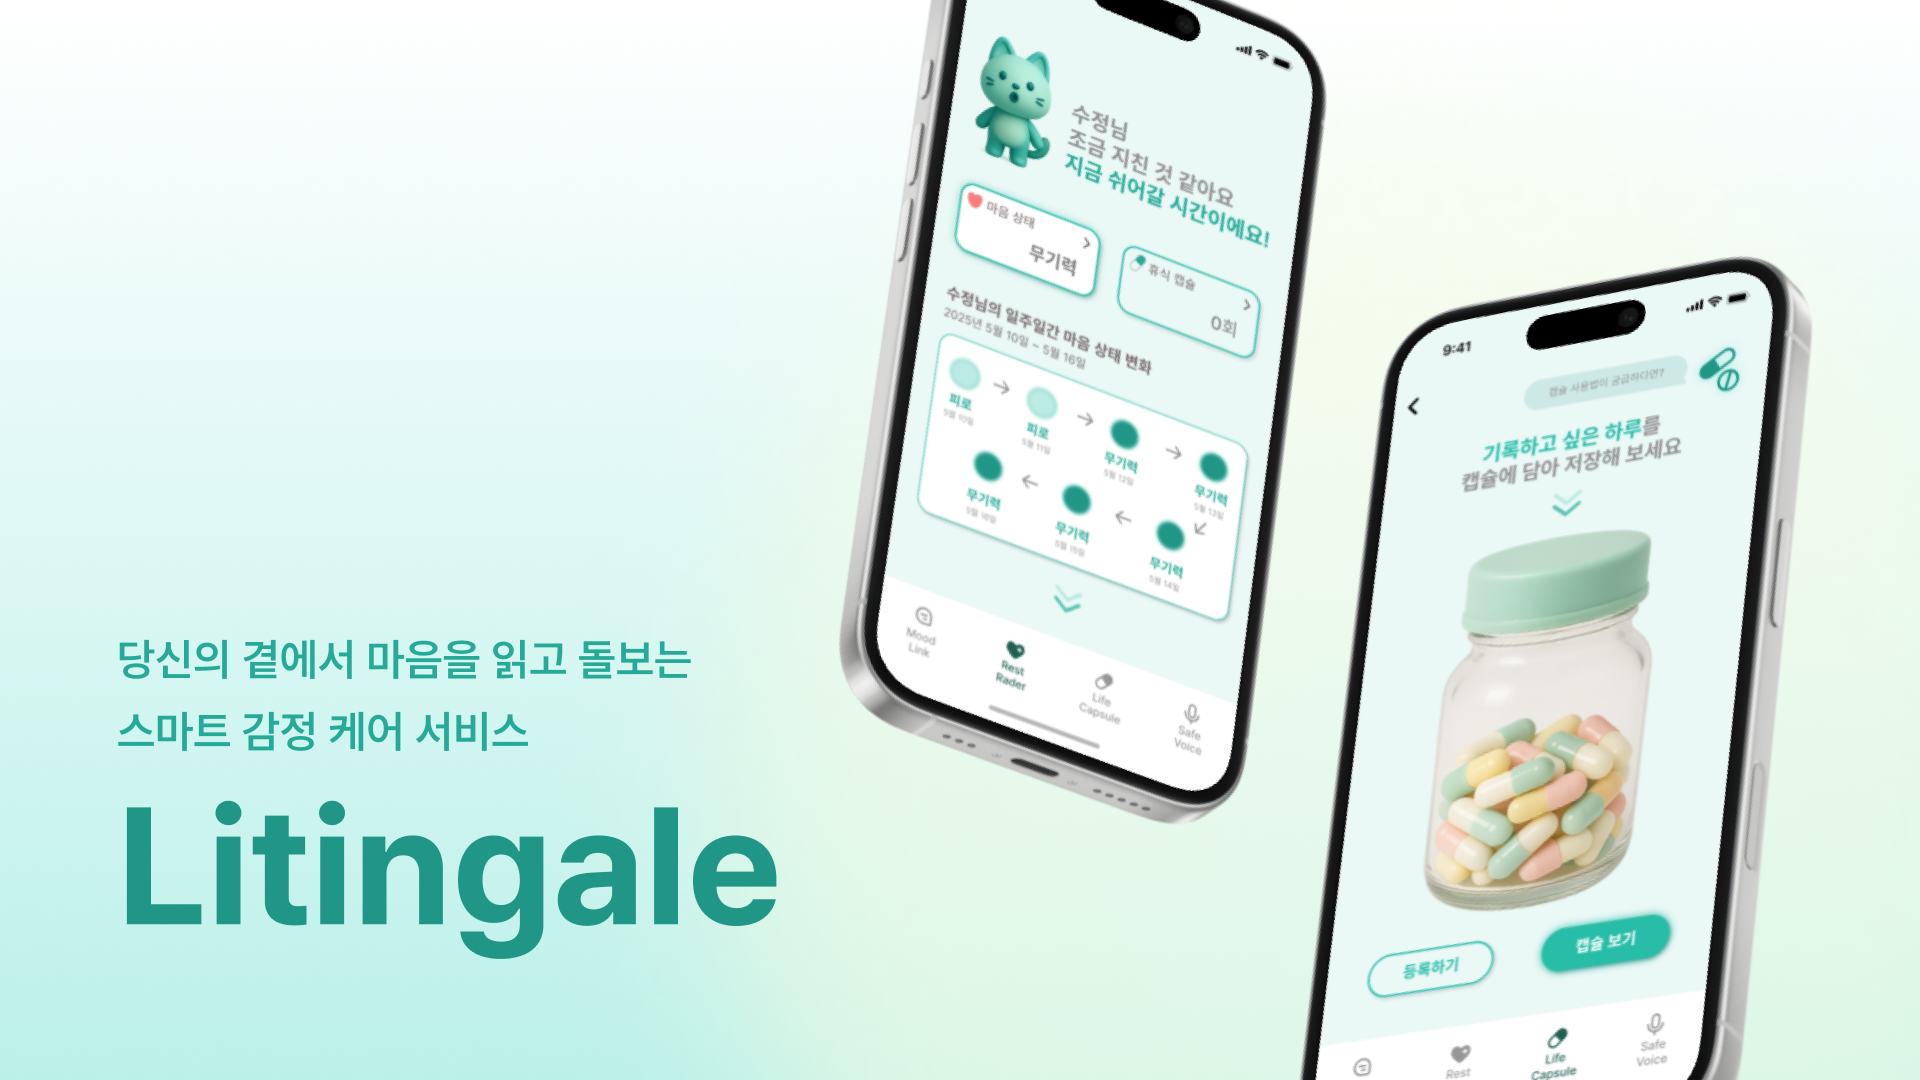 당신의 곁에서 마음을 읽고 돌보는
스마트 감정 케어 서비스
Litingale
수정님
조금 지친 것 같아요
지금 쉬어갈 시간이에요!
마음 상태
무기력
휴식 캡슐
0회
수정님의 일주일간 마음 상태 변화
2025년 5월 10일 ~ 5월 16일
피로
5월 10일
피로
5월 11일
무기력
5월 12일
무기력
5월 13일
무기력
5월 14일
무기력
5월 15일
무기력
5월 16일
Mood
Link
Rest
Rader
Life
Capsule
Safe
Voice
9:41
캡슐 사용법이 궁금하다면?
기록하고 싶은 하루를
캡슐에 담아 저장해 보세요
등록하기
캡슐 보기
Rest
Life
Capsule
Safe
Voice